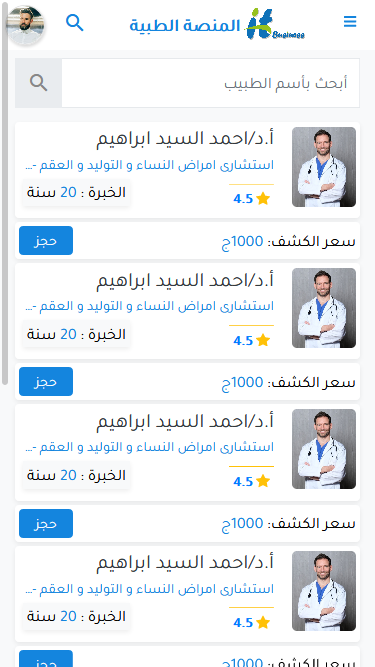 المنصة الطبية
it Business
أبحث بأسم الطبيب
أ.د/احمد السيد ابراهيم
استشارى امراض النساء و التوليد و العقم -...
4.5
الخبرة : 20 سنة
سعر الكشف: 1000ج
حجز
أ.د/احمد السيد ابراهيم
استشارى امراض النساء و التوليد و العقم -...
4.5
الخبرة : 20 سنة
سعر الكشف: 1000ج
حجز
أ.د/احمد السيد ابراهيم
استشارى امراض النساء و التوليد و العقم -...
4.5
الخبرة : 20 سنة
سعر الكشف: 1000ج
حجز
أ.د/احمد السيد ابراهيم
استشارى امراض النساء و التوليد و العقم -...
4.5
الخبرة : 20 سنة
سعر الكشف: 1000ج
حجز